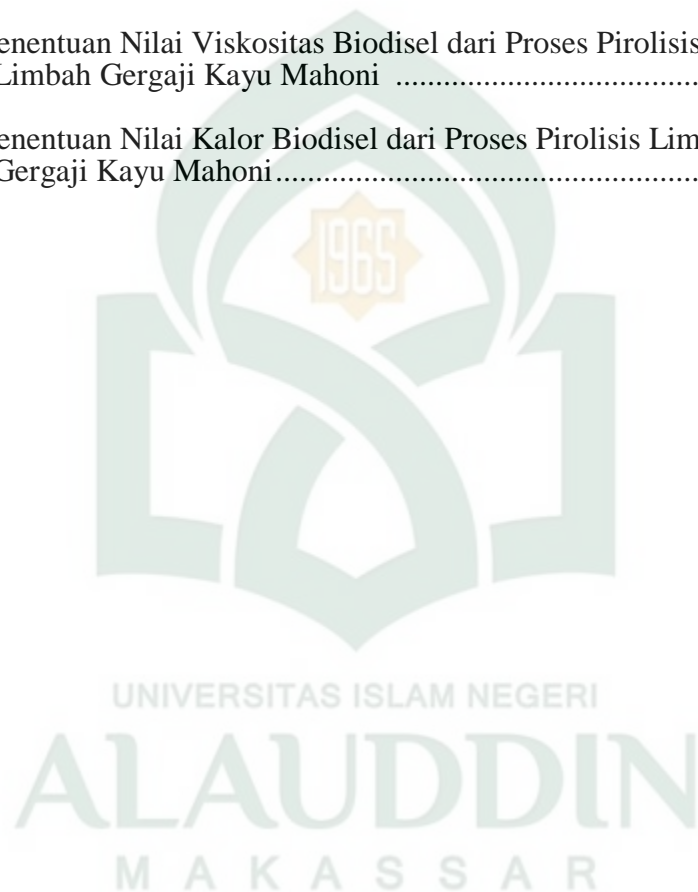 enentuan Nilai Viskositas Biodisel dari Proses Pirolisis
Limbah Gergaji Kayu Mahoni ......................................
enentuan Nilai Kalor Biodisel dari Proses Pirolisis Lim
Gergaji Kayu Mahoni.....................................................
1965
UNIVERSITAS ISLAM NEGERI
ALAUDDIN
MAKASSAR